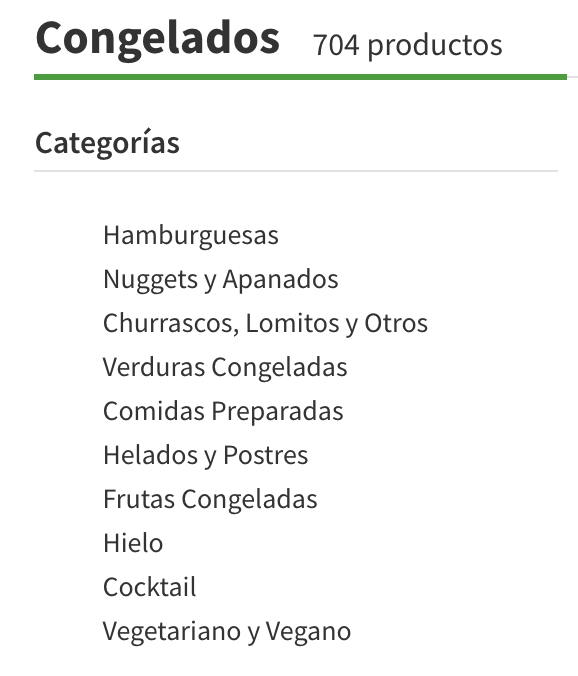 Congelados 704 productos
Categorías
Hamburguesas
Nuggets y Apanados
Churrascos, Lomitos y Otros
Verduras Congeladas
Comidas Preparadas
Helados y Postres
Frutas Congeladas
Hielo
Cocktail
Vegetariano y Vegano